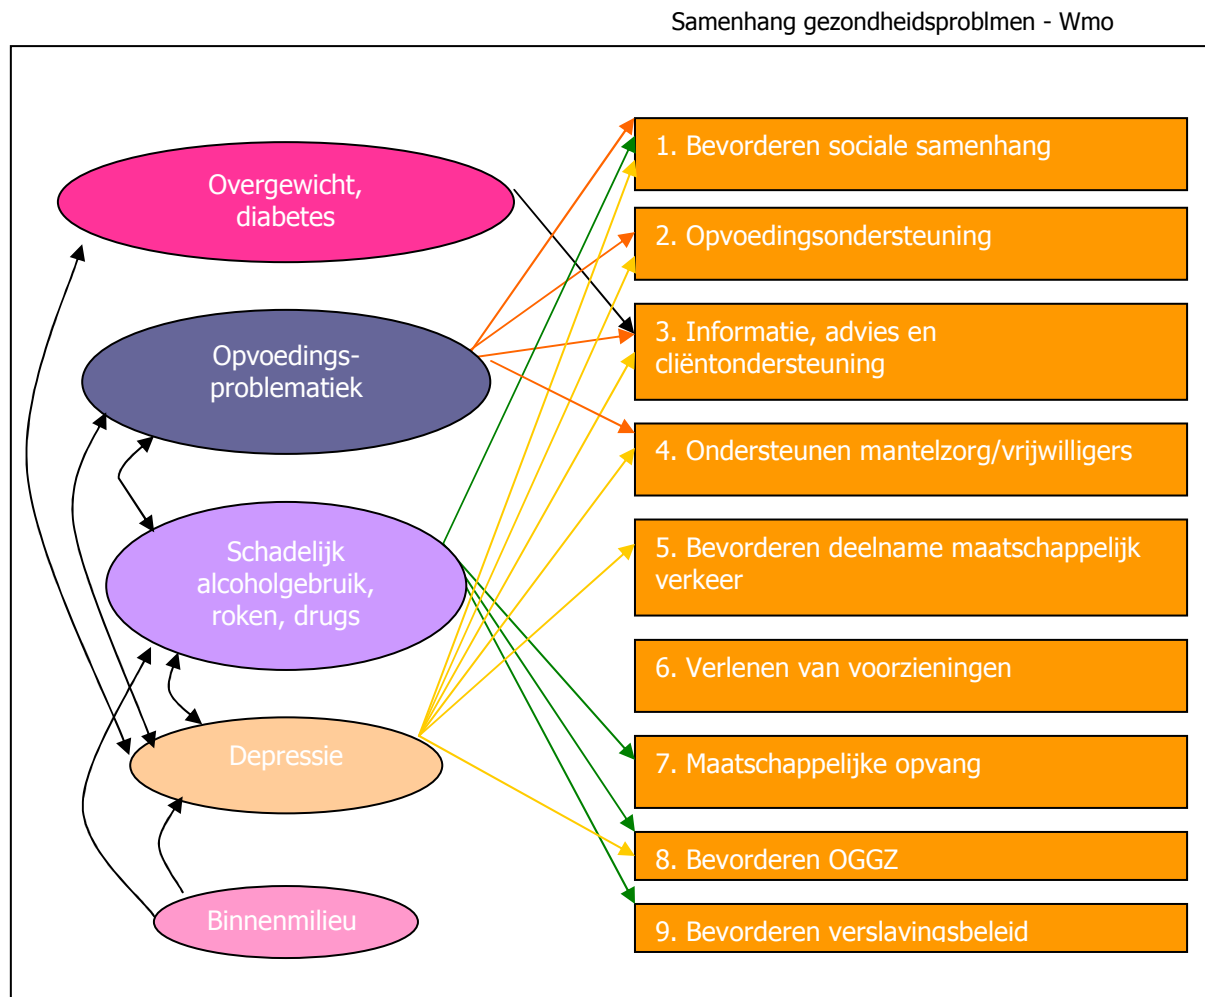 Samenhang gezondheidsproblmen - Wmo
Overgewicht,
diabetes
Opvoedings-
problematiek
Schadelijk
alcoholgebruik,
roken, drugs
Depressie
Binnenmilieu
1. Bevorderen sociale samenhang
2. Opvoedingsondersteuning
3. Informatie, advies en
cliëntondersteuning
4. Ondersteunen mantelzorg/vrijwilligers
5. Bevorderen deelname maatschappelijk
verkeer
6. Verlenen van voorzieningen
7. Maatschappelijke opvang
8. Bevorderen OGGZ
9. Bevorderen verslavingsbeleid